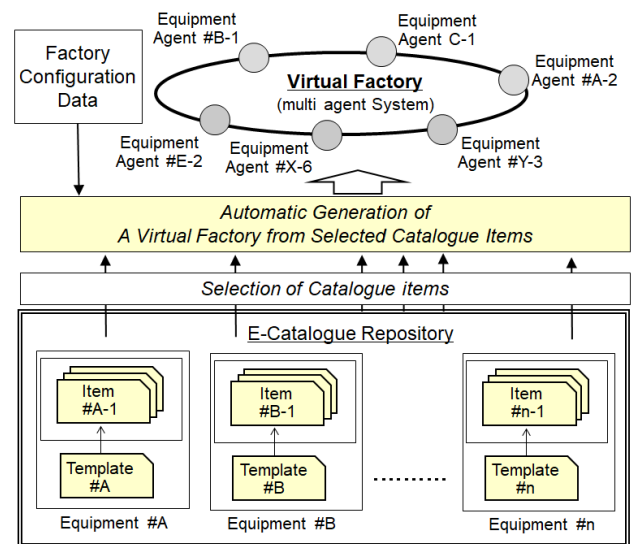 Factory
Configuration
Data
Equipment
Agent #B-1
Equipment
Agent C-1
Equipment
Agent #A-2
Virtual Factory
(multi agent System)
Equipment
Agent #E-2
Equipment
Agent #X-6
Equipment
Agent #Y-3
Automatic Generation of
A Virtual Factory from Selected Catalogue Items
Selection of Catalogue items
E-Catalogue Repository
Item
#A-1
Template
#A
Equipment #A
Item
#B-1
Template
#B
Equipment #B
Item
#n-1
Template
#n
Equipment #n